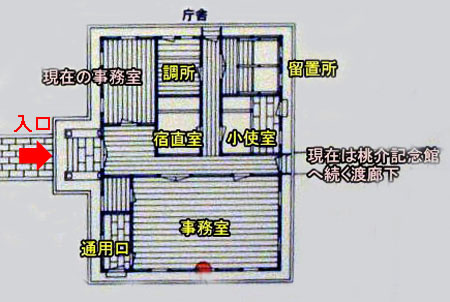 庁舎
現在の事務室
調所
留置所
入口
宿直室
小使室
現在は桃介記念館
へ続く渡廊下
事務室
通用口